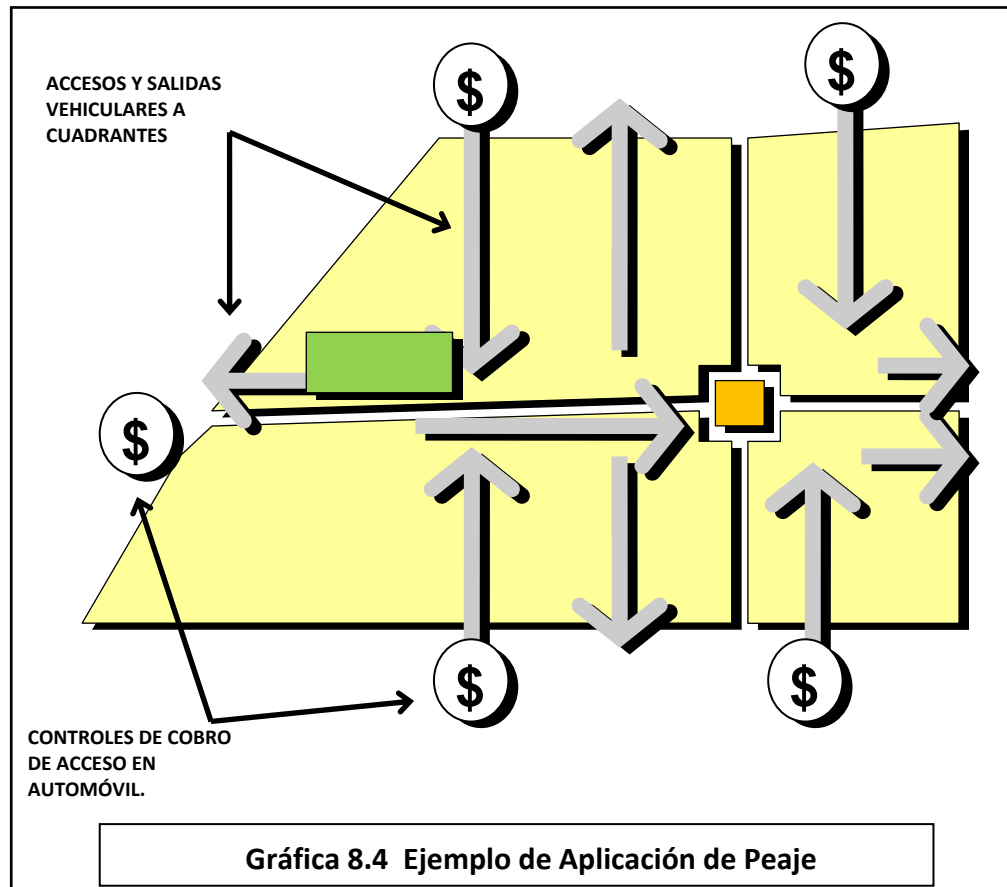 ACCESOS Y SALIDAS
VEHICULARES A
CUADRANTES
$
$
$
$
$
CONTROLES DE COBRO
DE ACCESO EN
AUTOMÓVIL.
Gráfica 8.4 Ejemplo de Aplicación de Peaje